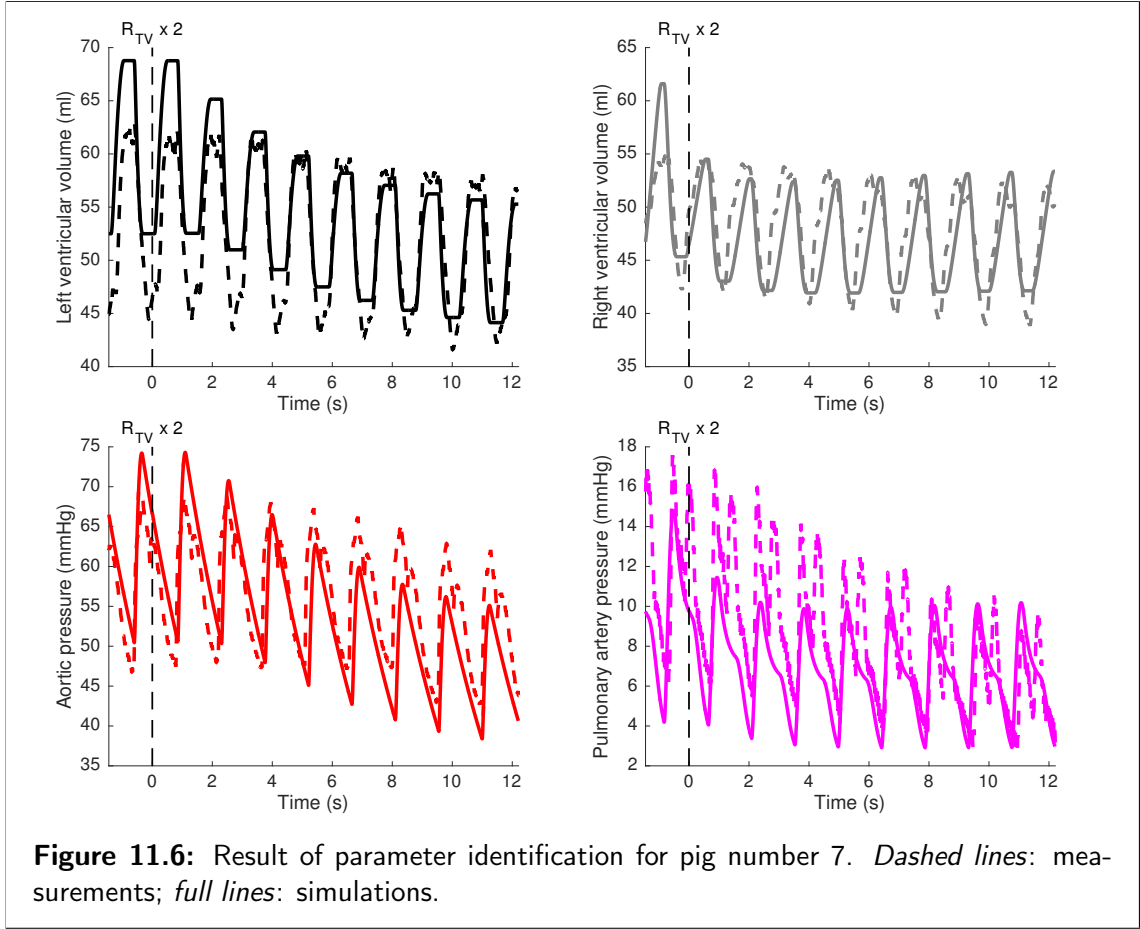 R_TV x 2
70
65
60
55
50
45
40
Left ventricular volume (ml)
0 2 4 6 8 10 12
Time (s)
R_TV x 2
65
60
55
50
45
40
35
Right ventricular volume (ml)
0 2 4 6 8 10 12
Time (s)
R_TV x 2
75
70
65
60
55
50
45
40
35
Aortic pressure (mmHg)
0 2 4 6 8 10 12
Time (s)
R_TV x 2
18
16
14
12
10
8
6
4
2
Pulmonary artery pressure (mmHg)
0 2 4 6 8 10 12
Time (s)
Figure 11.6: Result of parameter identification for pig number 7. Dashed lines: mea-
surements; full lines: simulations.